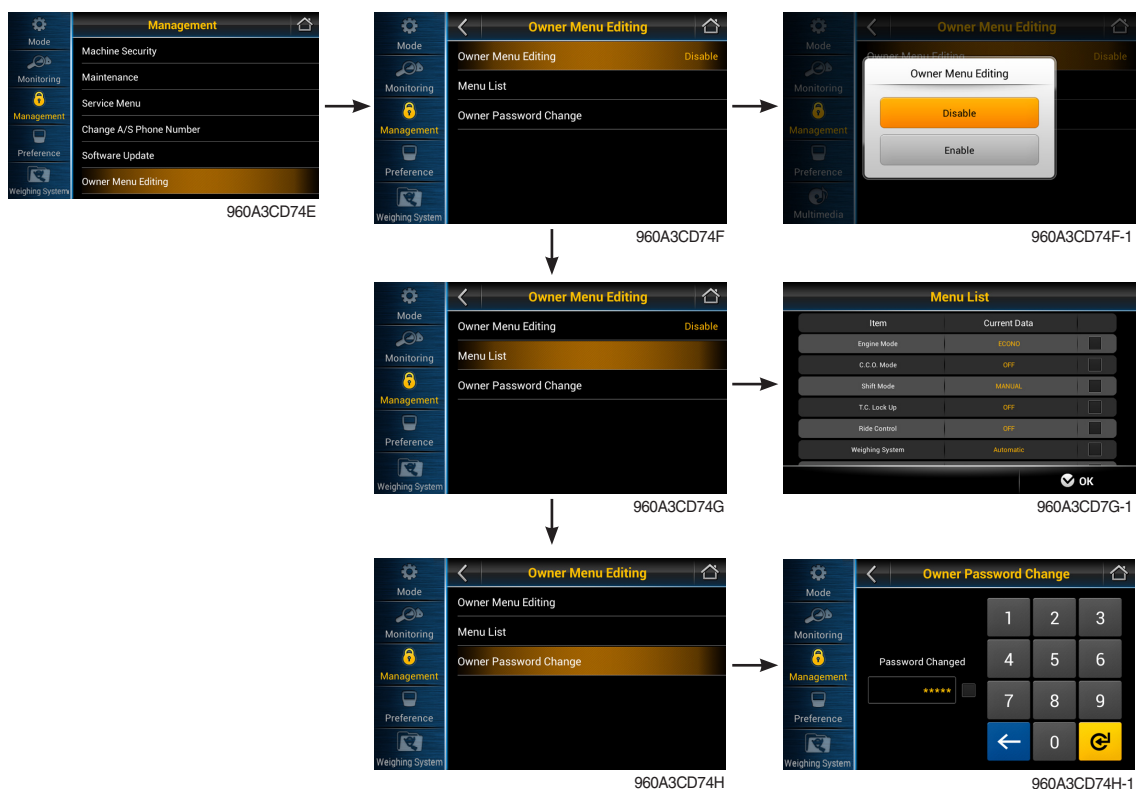 Management
Mode
Monitoring
Management
Preference
Weighing System
Machine Security
Maintenance
Service Menu
Change A/S Phone Number
Software Update
Owner Menu Editing
960A3CD74E
Owner Menu Editing
Mode
Monitoring
Management
Preference
Weighing System
Owner Menu Editing Disable
Menu List
Owner Password Change
960A3CD74F
Owner Menu Editing
Mode
Monitoring
Management
Preference
Multimedia
Owner Menu Editing Disable
Owner Menu Editing
Disable
Enable
960A3CD74F-1
Owner Menu Editing
Mode
Monitoring
Management
Preference
Weighing System
Owner Menu Editing Disable
Menu List
Owner Password Change
960A3CD74G
Menu List
Item Current Data
Engine Mode ECONO
C.C.O. Mode OFF
Shift Mode MANUAL
T.C. Lock Up OFF
Ride Control OFF
Weighing System Automatic
OK
960A3CD7G-1
Owner Menu Editing
Mode
Monitoring
Management
Preference
Weighing System
Owner Menu Editing
Menu List
Owner Password Change
960A3CD74H
Owner Password Change
Mode
Monitoring
Management
Preference
Weighing System
Password Changed
*****
1 2 3
4 5 6
7 8 9
0
960A3CD74H-1